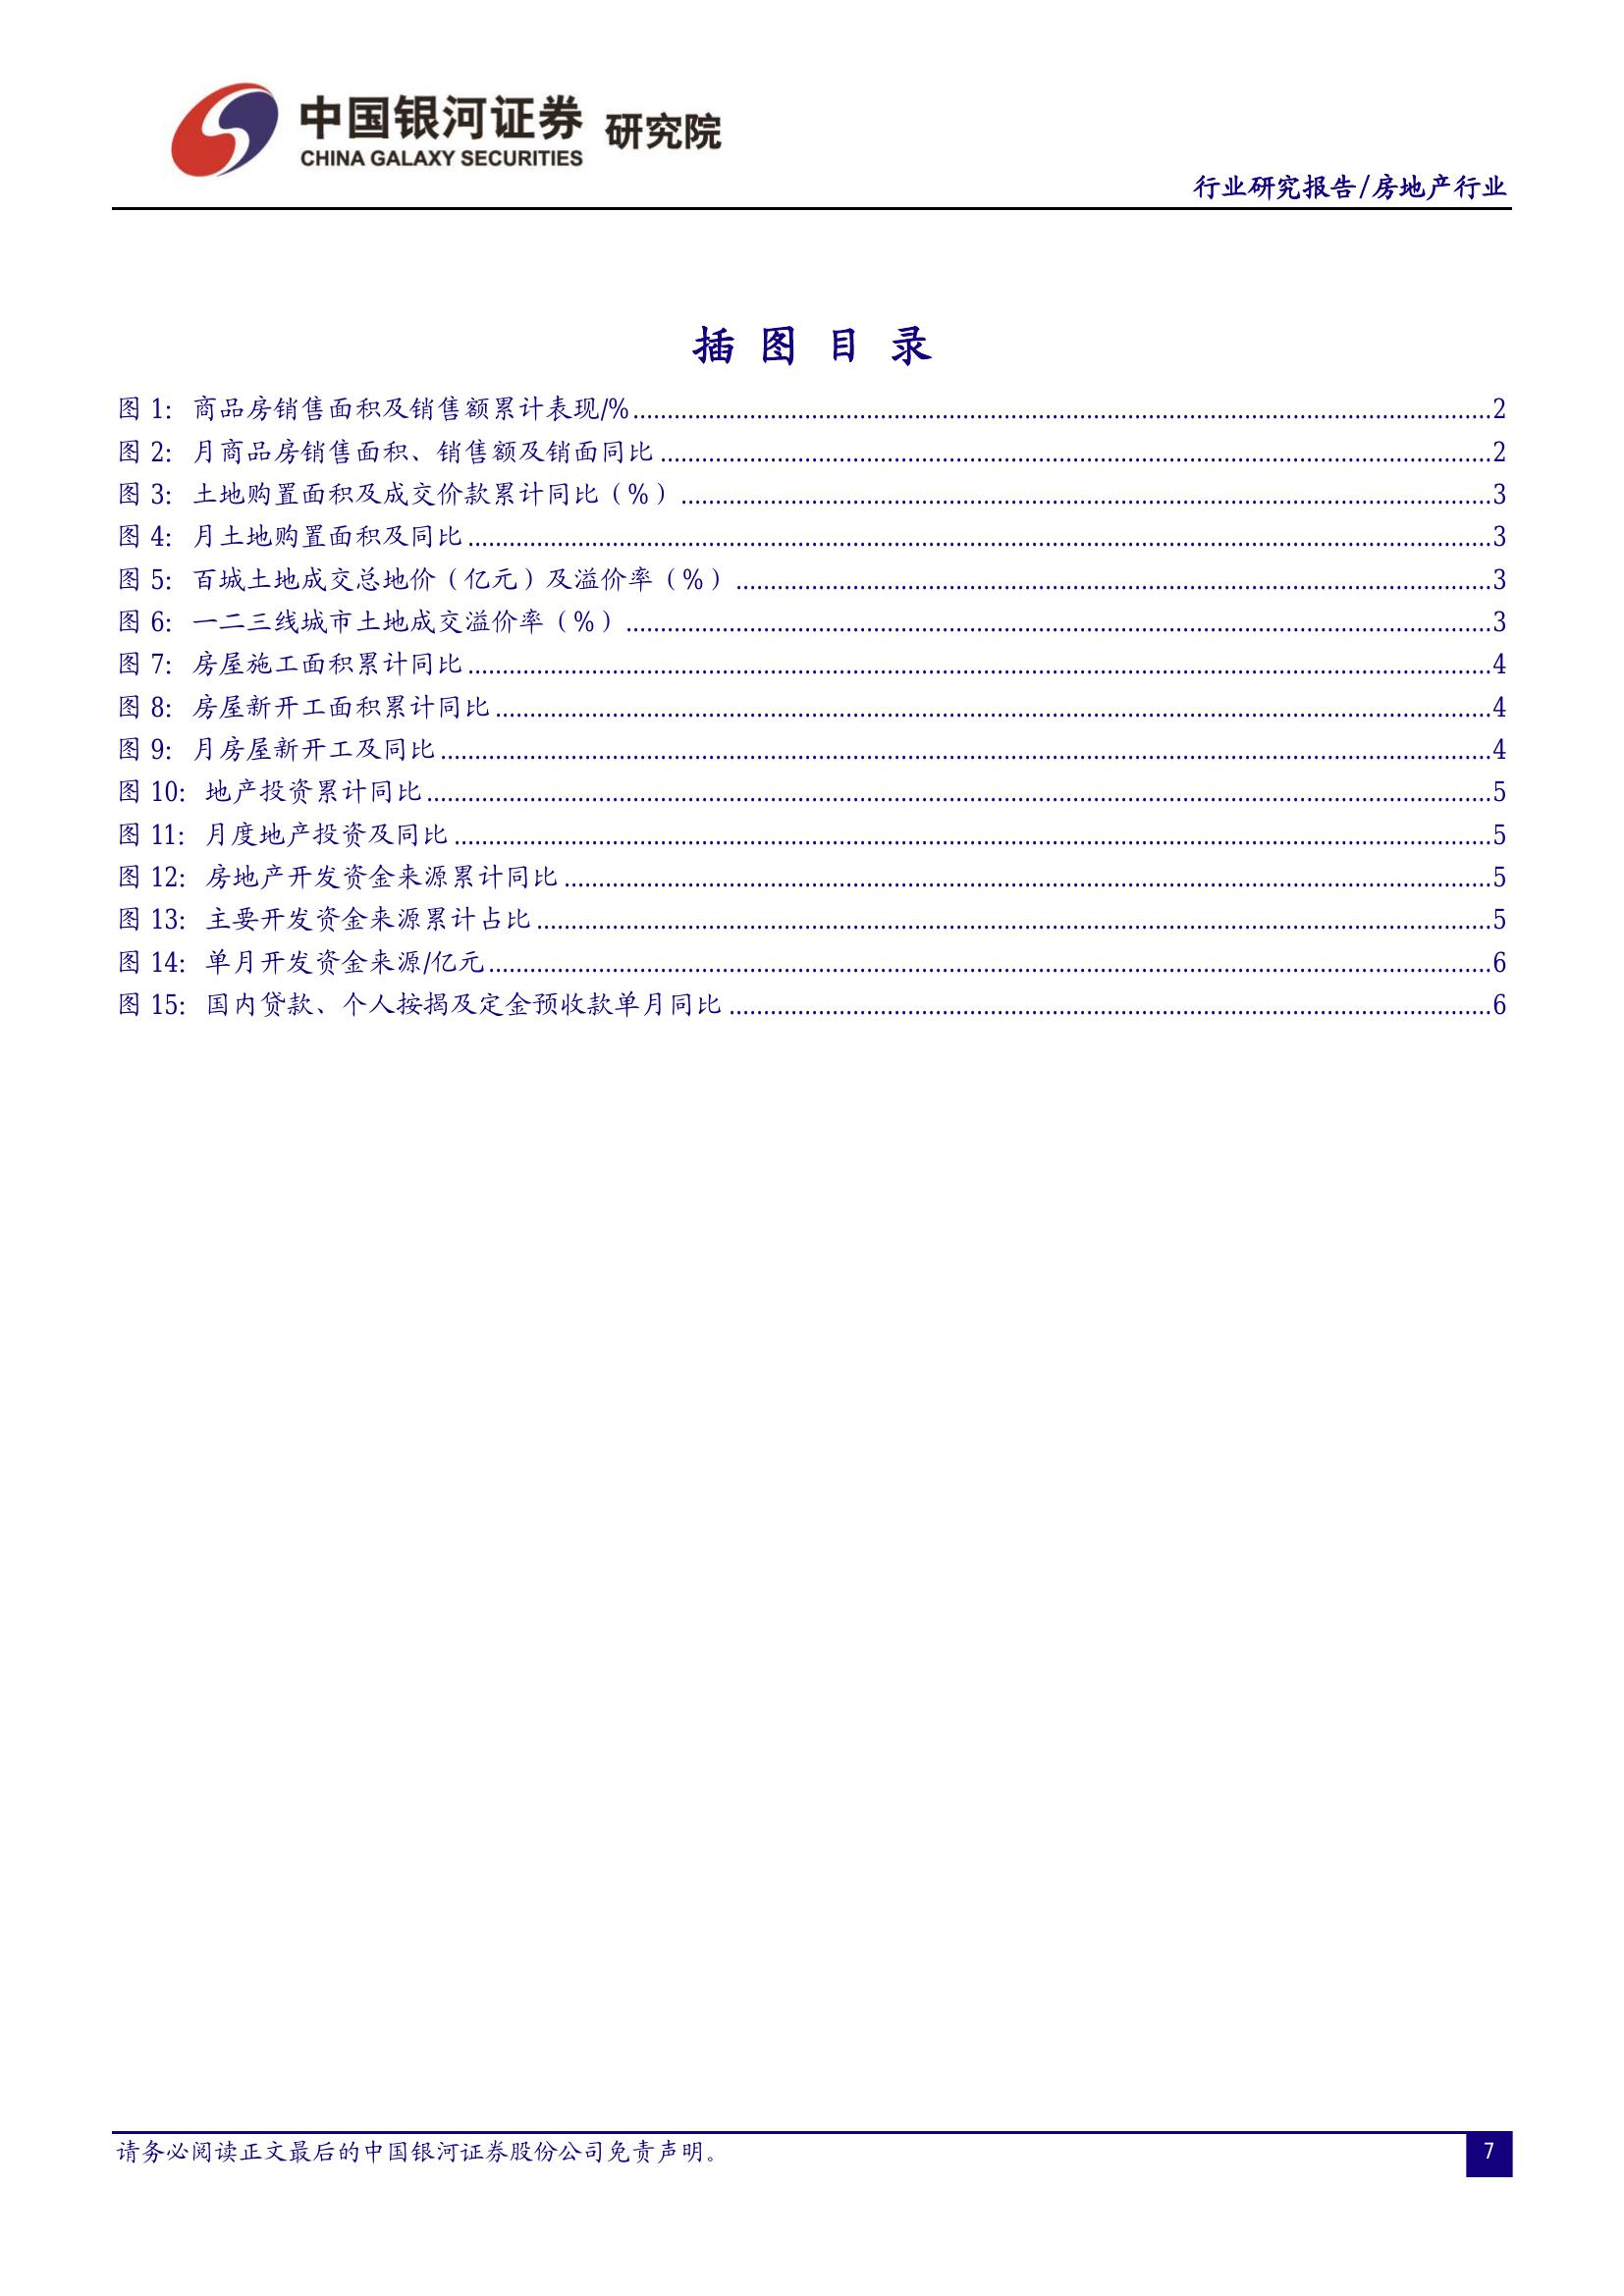 中国银河证券 研究院
CHINA GALAXY SECURITIES
行业研究报告/房地产行业
插 图 目 录
图 1: 商品房销售面积及销售额累计表现/%......2
图 2: 月商品房销售面积、销售额及销面同比......2
图 3: 土地购置面积及成交价款累计同比（%）......3
图 4: 月土地购置面积及同比......3
图 5: 百城土地成交总地价（亿元）及溢价率（%）......3
图 6: 一二三线城市土地成交溢价率（%）......3
图 7: 房屋施工面积累计同比......4
图 8: 房屋新开工面积累计同比......4
图 9: 月房屋新开工及同比......4
图 10: 地产投资累计同比......5
图 11: 月度地产投资及同比......5
图 12: 房地产开发资金来源累计同比......5
图 13: 主要开发资金来源累计占比......5
图 14: 单月开发资金来源/亿元......6
图 15: 国内贷款、个人按揭及定金预收款单月同比......6
请务必阅读正文最后的中国银河证券股份公司免责声明。
7